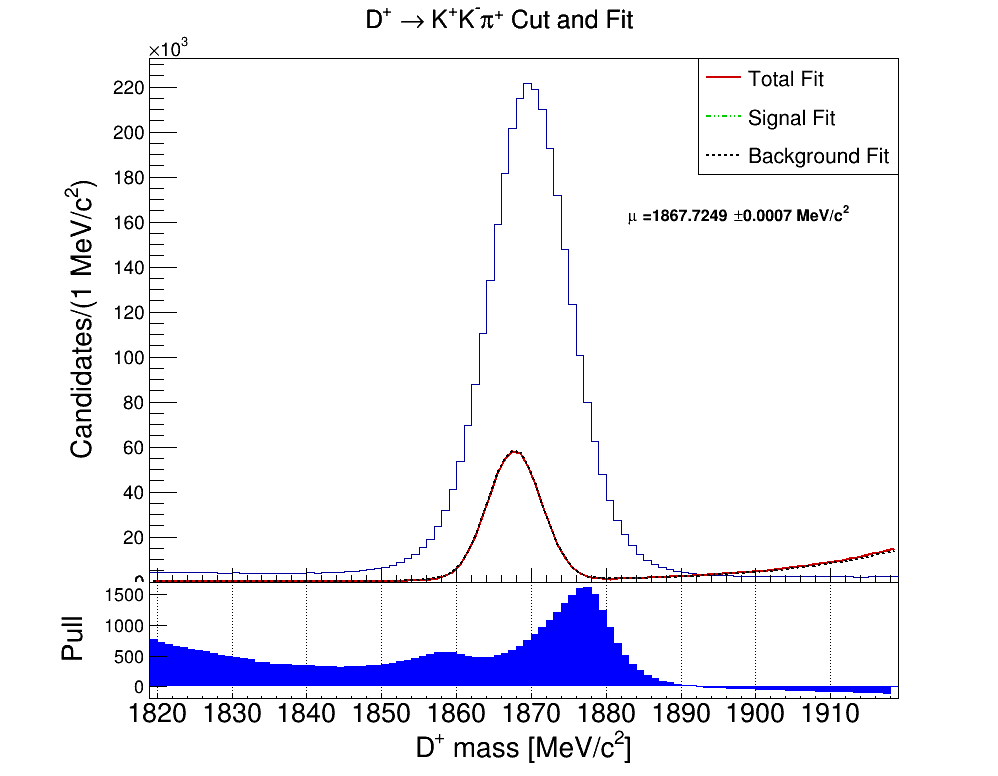 D⁺ → K⁺K⁻π⁺ Cut and Fit
×10³
220
200
180
160
140
120
100
80
60
40
20
0
Candidates/(1 MeV/c²)
Total Fit
Signal Fit
Background Fit
μ =1867.7249 ±0.0007 MeV/c²
1500
1000
500
0
Pull
1820 1830 1840 1850 1860 1870 1880 1890 1900 1910
D⁺ mass [MeV/c²]